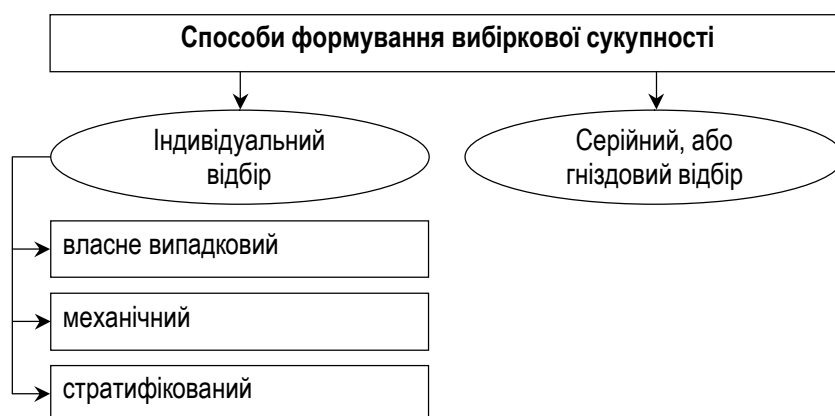 Способи формування вибіркової сукупності
Індивідуальний
відбір
Серійний, або
гніздовий відбір
власне випадковий
механічний
стратифікований